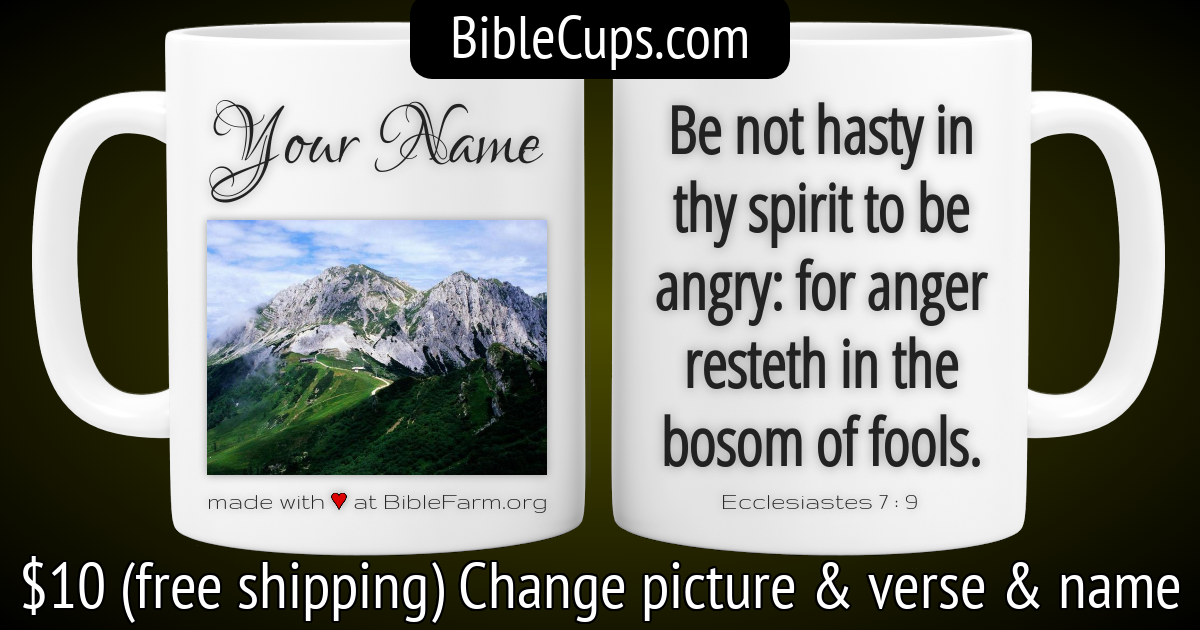 BibleCups.com
Your Name
made with ♥ at BibleFarm.org
Be not hasty in
thy spirit to be
angry: for anger
resteth in the
bosom of fools.
Ecclesiastes 7 : 9
$10 (free shipping) Change picture & verse & name